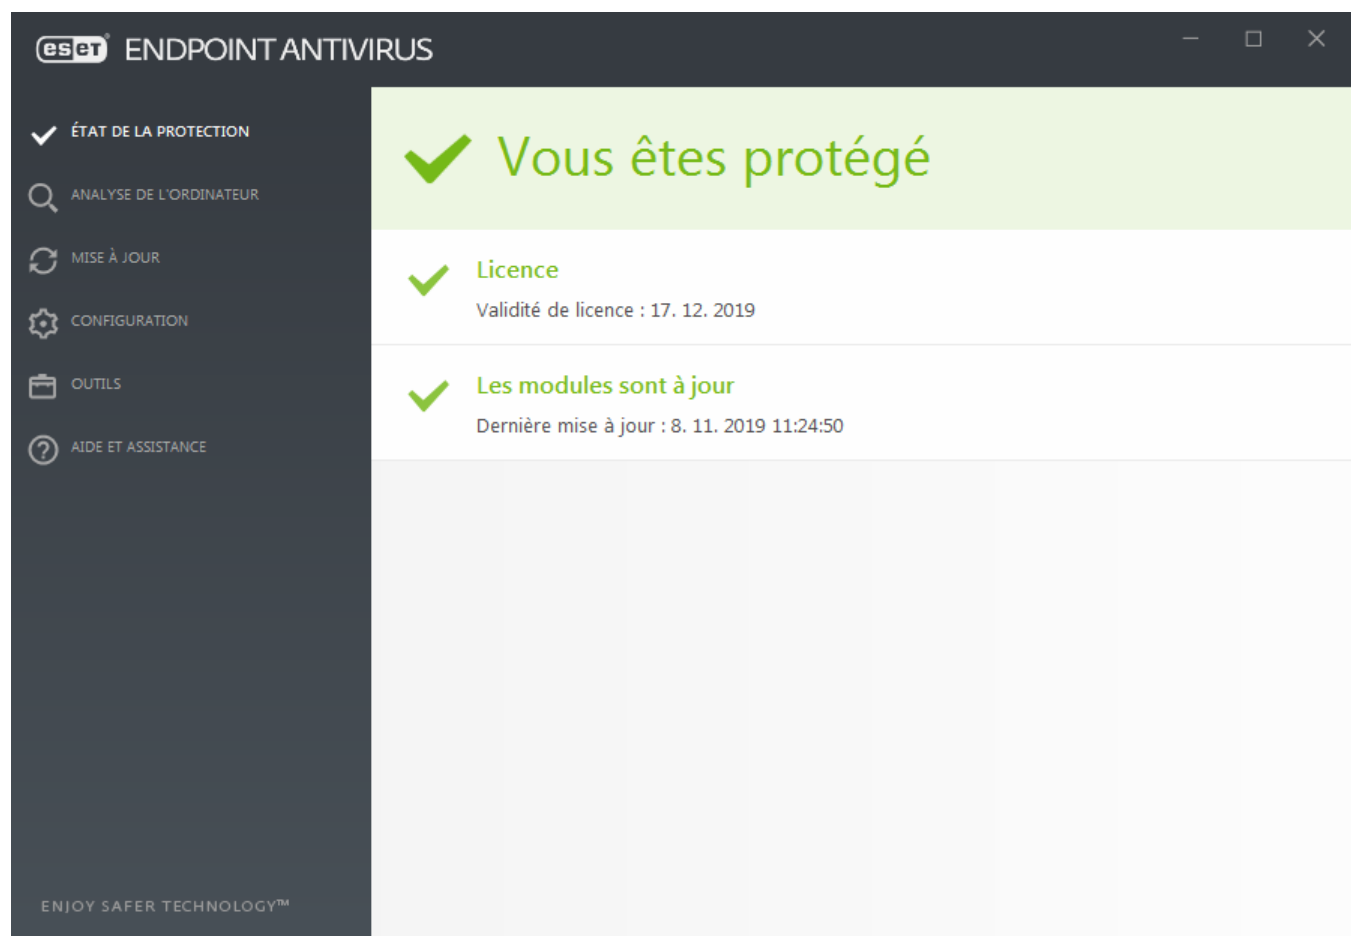 eset® ENDPOINT ANTIVIRUS
ÉTAT DE LA PROTECTION
ANALYSE DE L'ORDINATEUR
MISE À JOUR
CONFIGURATION
OUTILS
AIDE ET ASSISTANCE
ENJOY SAFER TECHNOLOGY™
Vous êtes protégé
Licence
Validité de licence : 17. 12. 2019
Les modules sont à jour
Dernière mise à jour : 8. 11. 2019 11:24:50